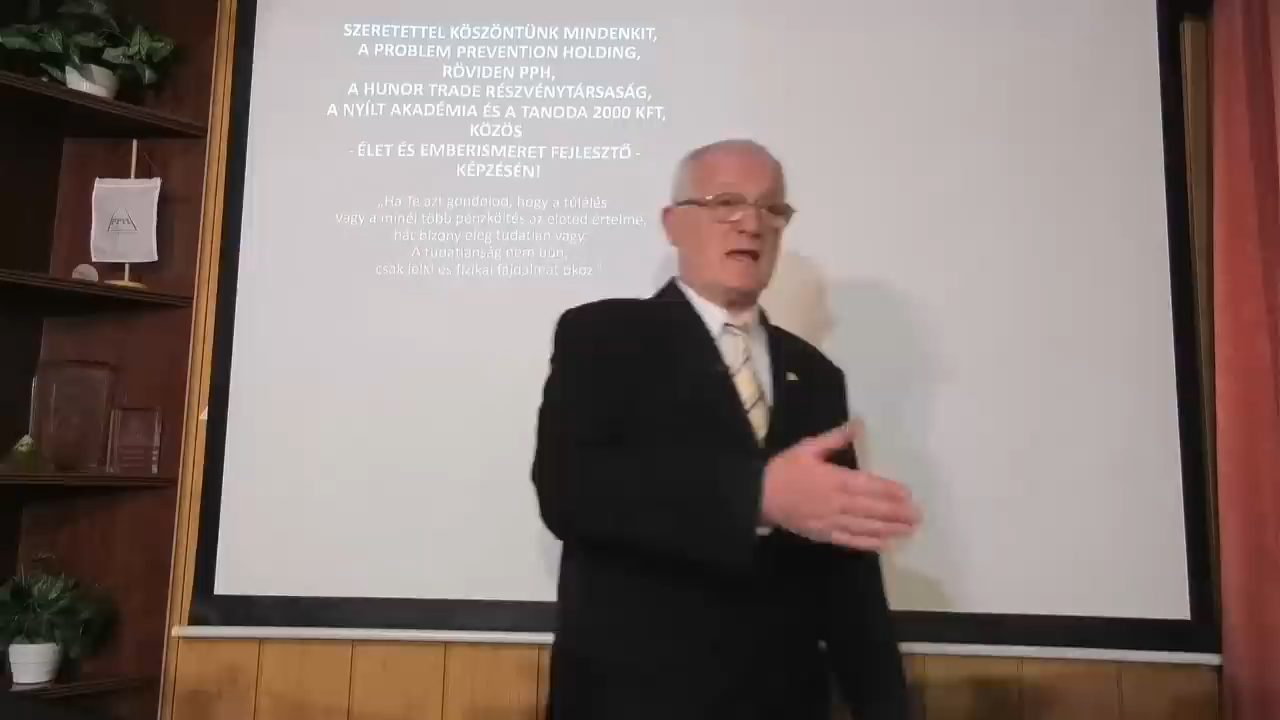 SZERETETTEL KÖSZÖNTÜNK MINDENKIT,
A PROBLEM PREVENTION HOLDING,
RÖVIDEN PPH,
A HUNOR TRADE RÉSZVÉNYTÁRSASÁG,
A NYÍLT AKADÉMIA ÉS A TANODA 2000 KFT,
KÖZÖS
- ÉLET ÉS EMBERISMERET FEJLESZTŐ -
KÉPZÉSÉN!
„Ha Te azt gondolod, hogy a túlélés
vagy a minél több pénzköltés az életed értelme,
hát bizony elég tudatlan vagy.
A tudatlanság nem bűn,
csak lelki és fizikai fájdalmat okoz.”